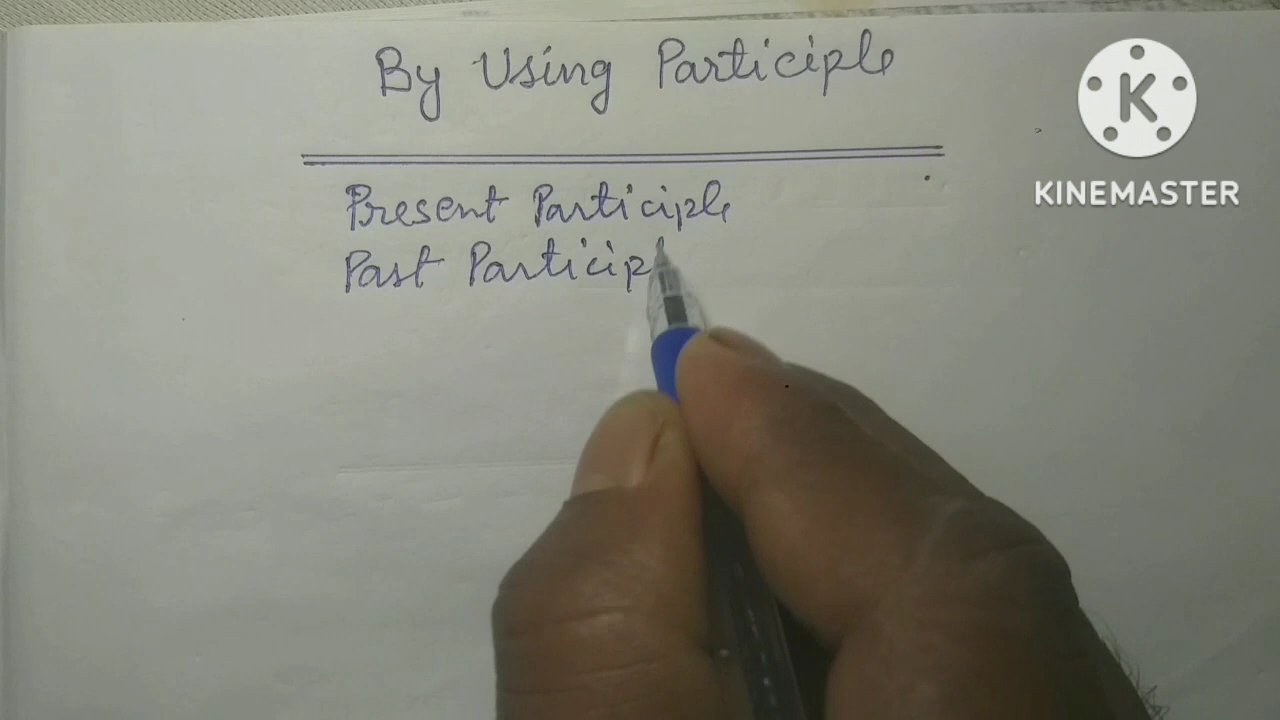 By Using Participle
Present Participle
Past Particip
K
KINEMASTER